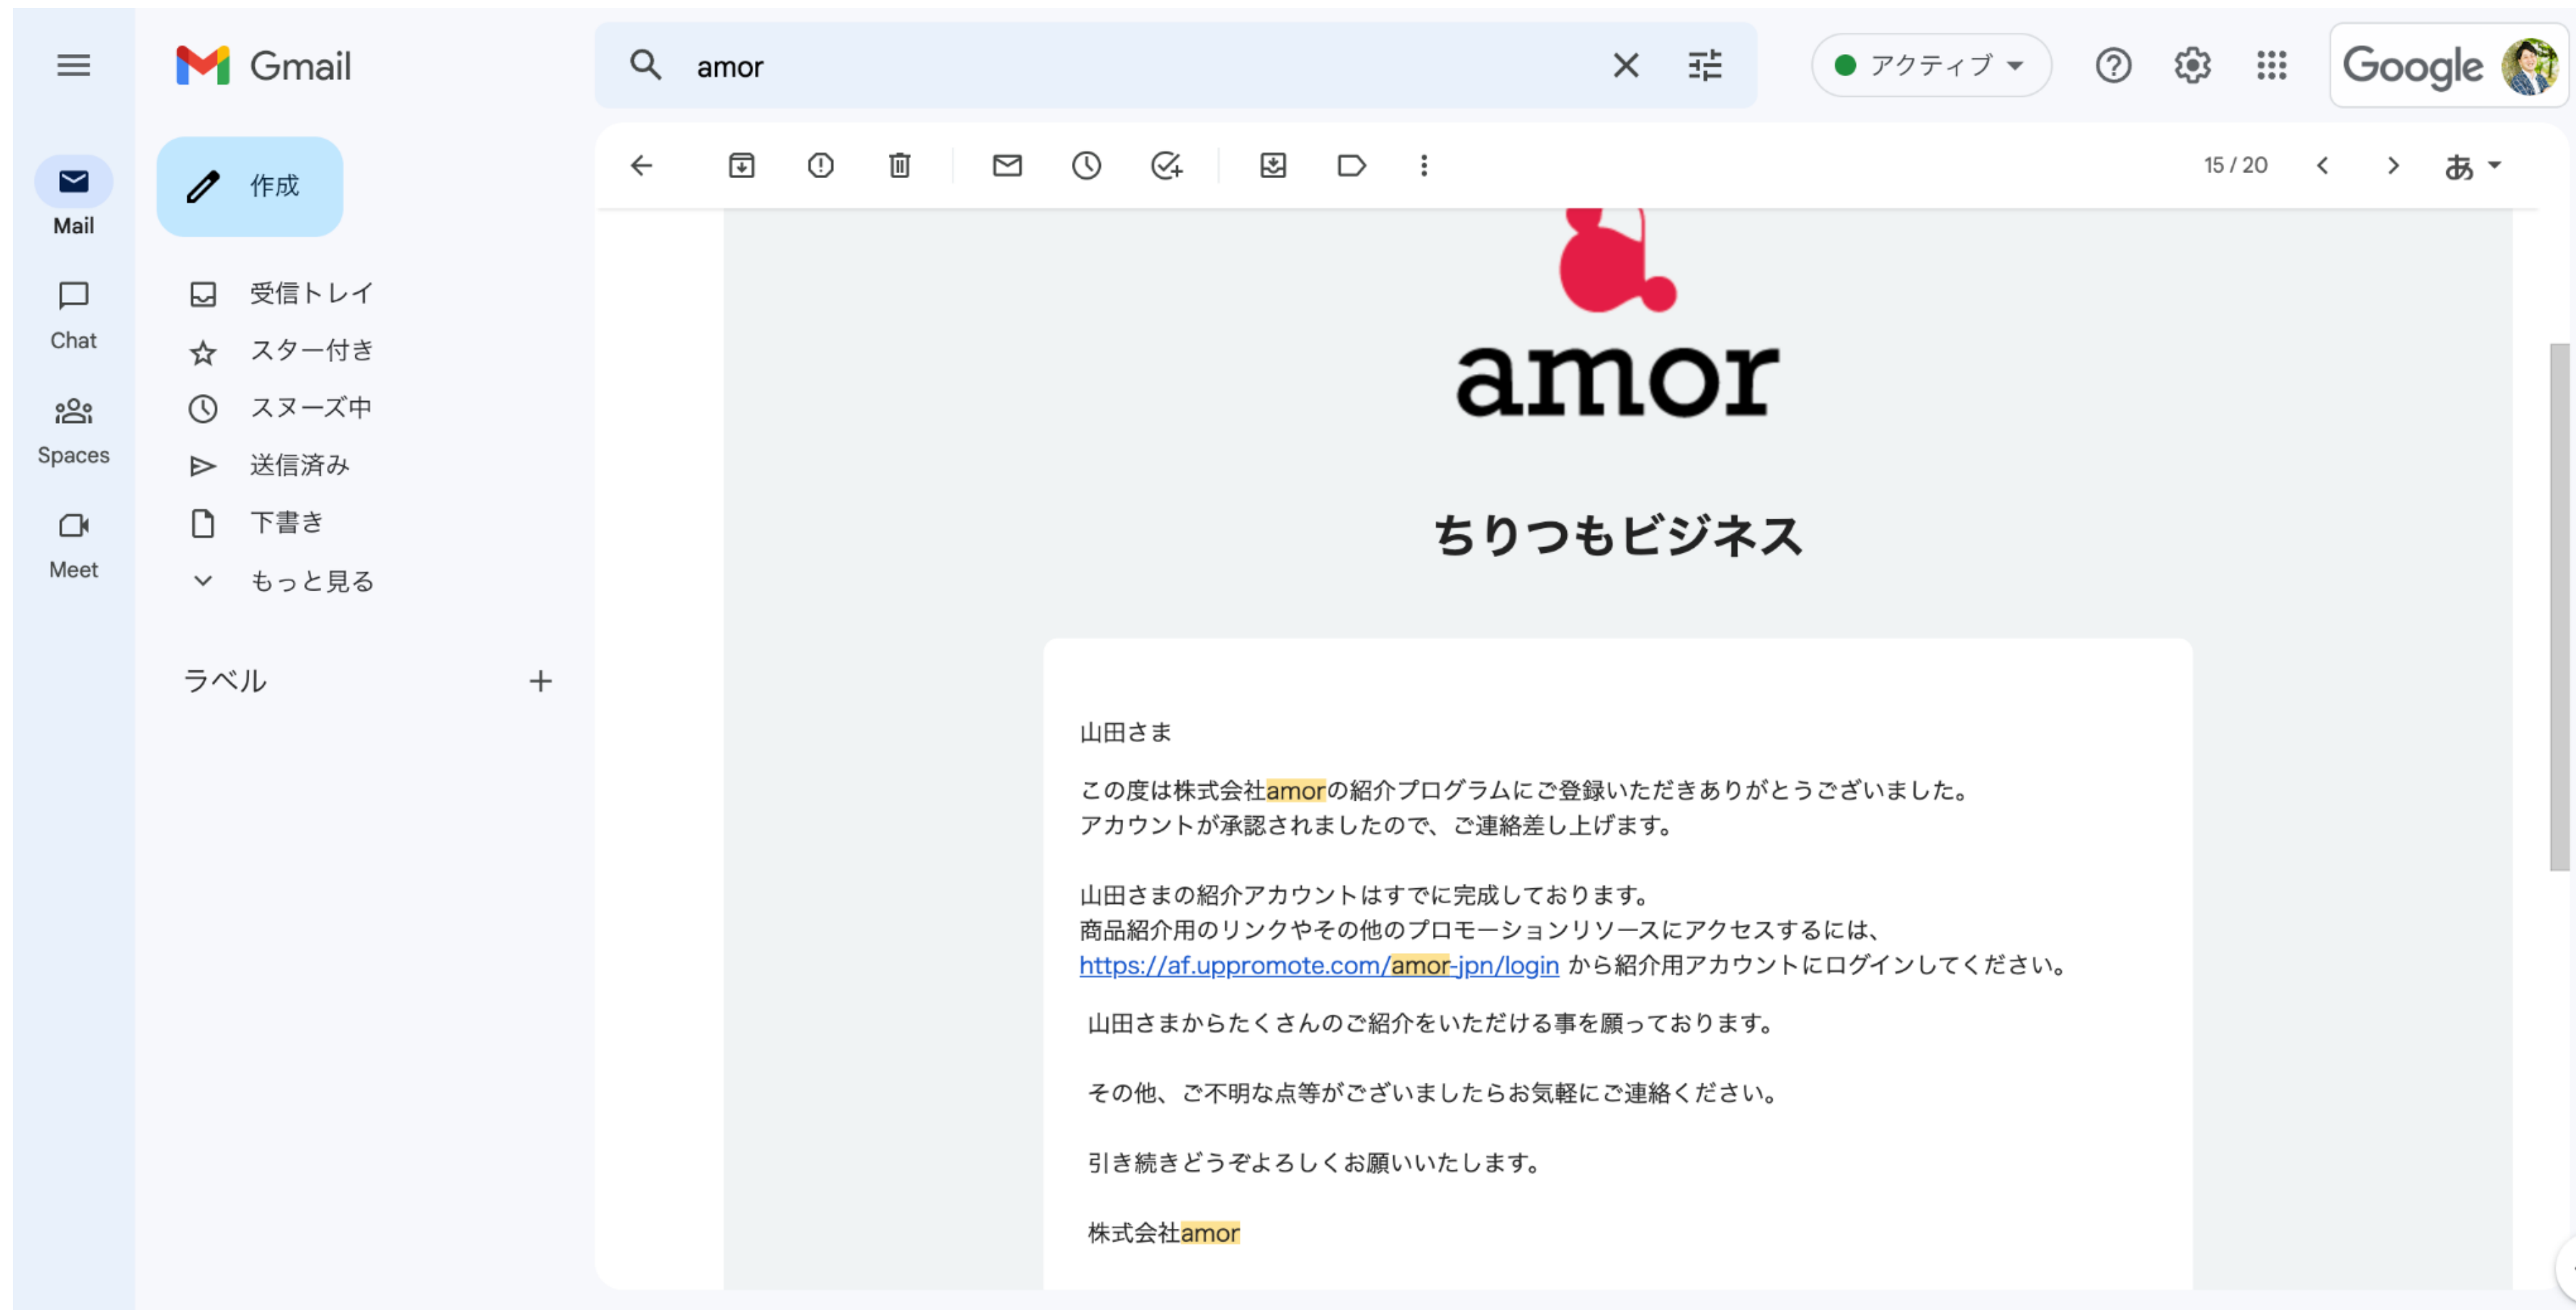 Gmail
amor
アクティブ
Google
Mail
Chat
Spaces
Meet
作成
受信トレイ
スター付き
スヌーズ中
送信済み
下書き
もっと見る
ラベル
15 / 20
あ
amor
ちりつもビジネス
山田さま
この度は株式会社amorの紹介プログラムにご登録いただきありがとうございました。
アカウントが承認されましたので、ご連絡差し上げます。
山田さまの紹介アカウントはすでに完成しております。
商品紹介用のリンクやその他のプロモーションリソースにアクセスするには、
https://af.uppromote.com/amor-jpn/login から紹介用アカウントにログインしてください。
山田さまからたくさんのご紹介をいただける事を願っております。
その他、ご不明な点等がございましたらお気軽にご連絡ください。
引き続きどうぞよろしくお願いいたします。
株式会社amor